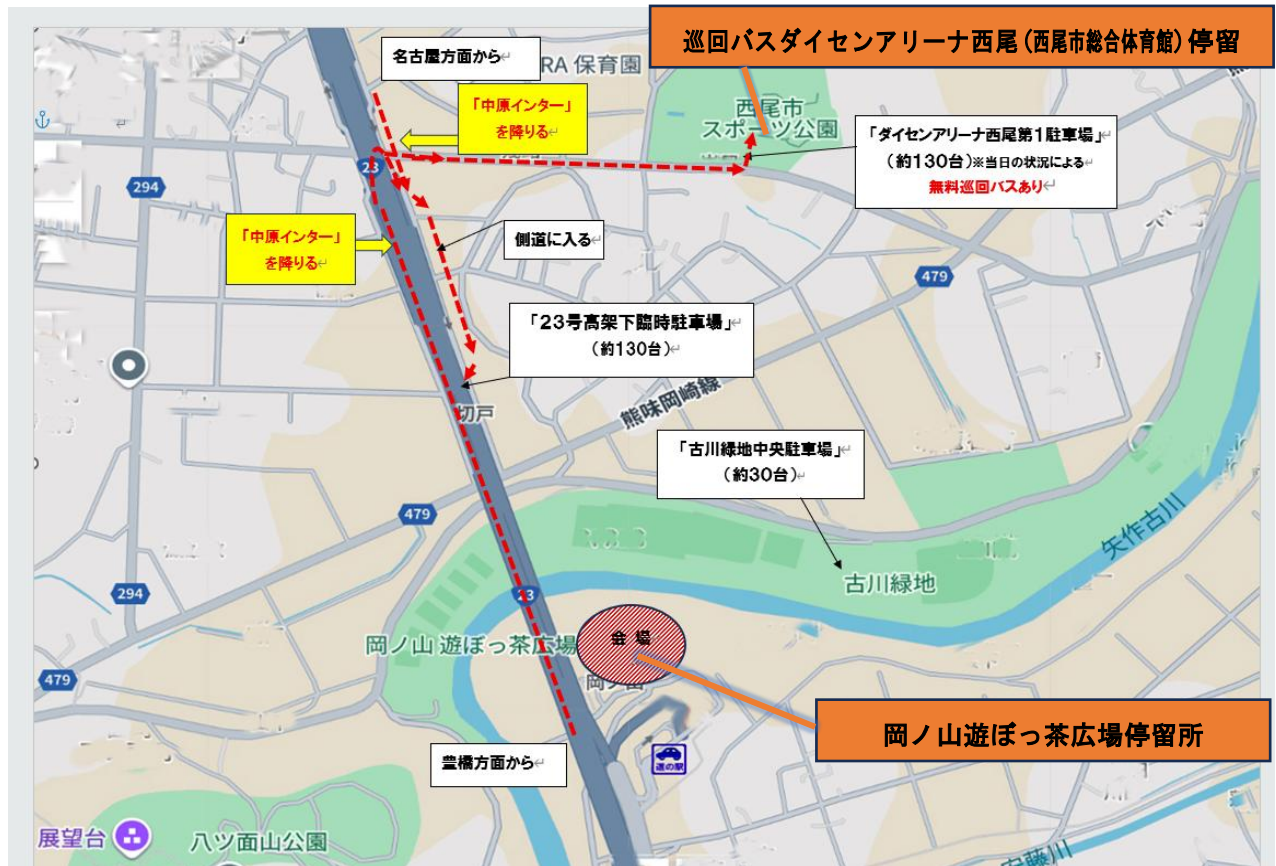 巡回バスダイセンアリーナ西尾(西尾市総合体育館)停留
名古屋方面から
RA 保育園
「中原インター」
を降りる
西尾市
スポーツ公園
「ダイセンアリーナ西尾第1駐車場」
(約130台)※当日の状況による
無料巡回バスあり
23
294
「中原インター」
を降りる
側道に入る
479
「23号高架下臨時駐車場」
(約130台)
切戸
熊味岡崎線
「古川緑地中央駐車場」
(約30台)
479
矢作古川
古川緑地
294
23
会場
岡ノ山 遊ぼっ茶広場
479
岡ノ山遊ぼっ茶広場停留所
豊橋方面から
道の駅
展望台
八ツ面山公園